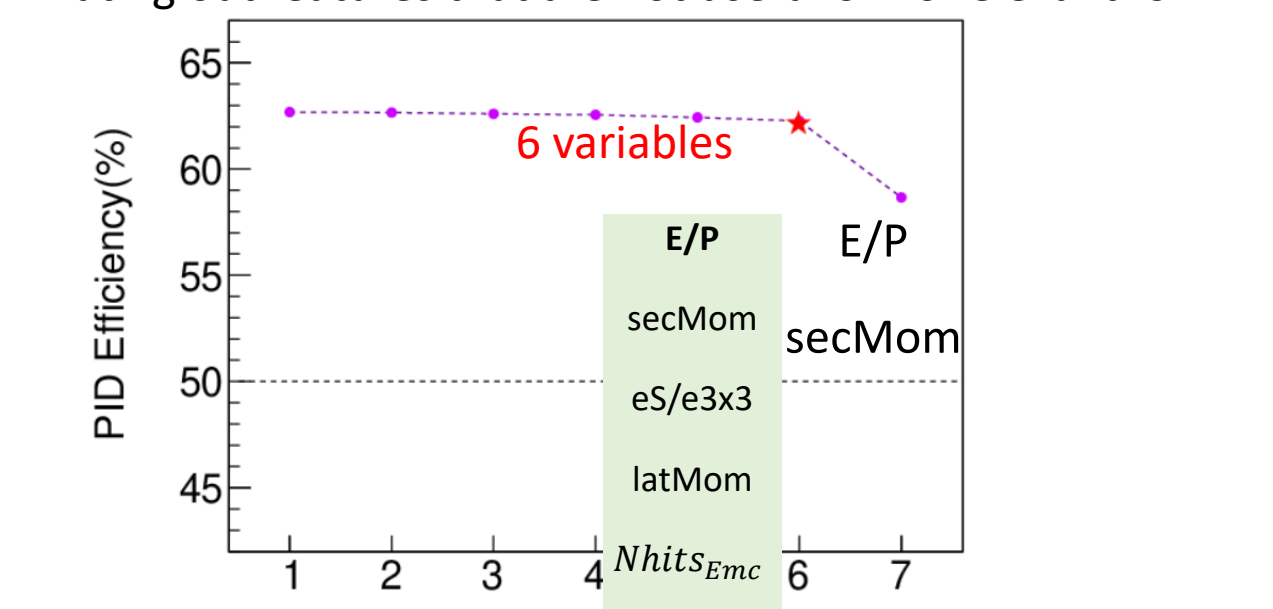 65
60
55
50
45
PID Efficiency(%)
6 variables
E/P
secMom
eS/e3x3
latMom
NhitsEmc
E/P
secMom
1 2 3 4 6 7